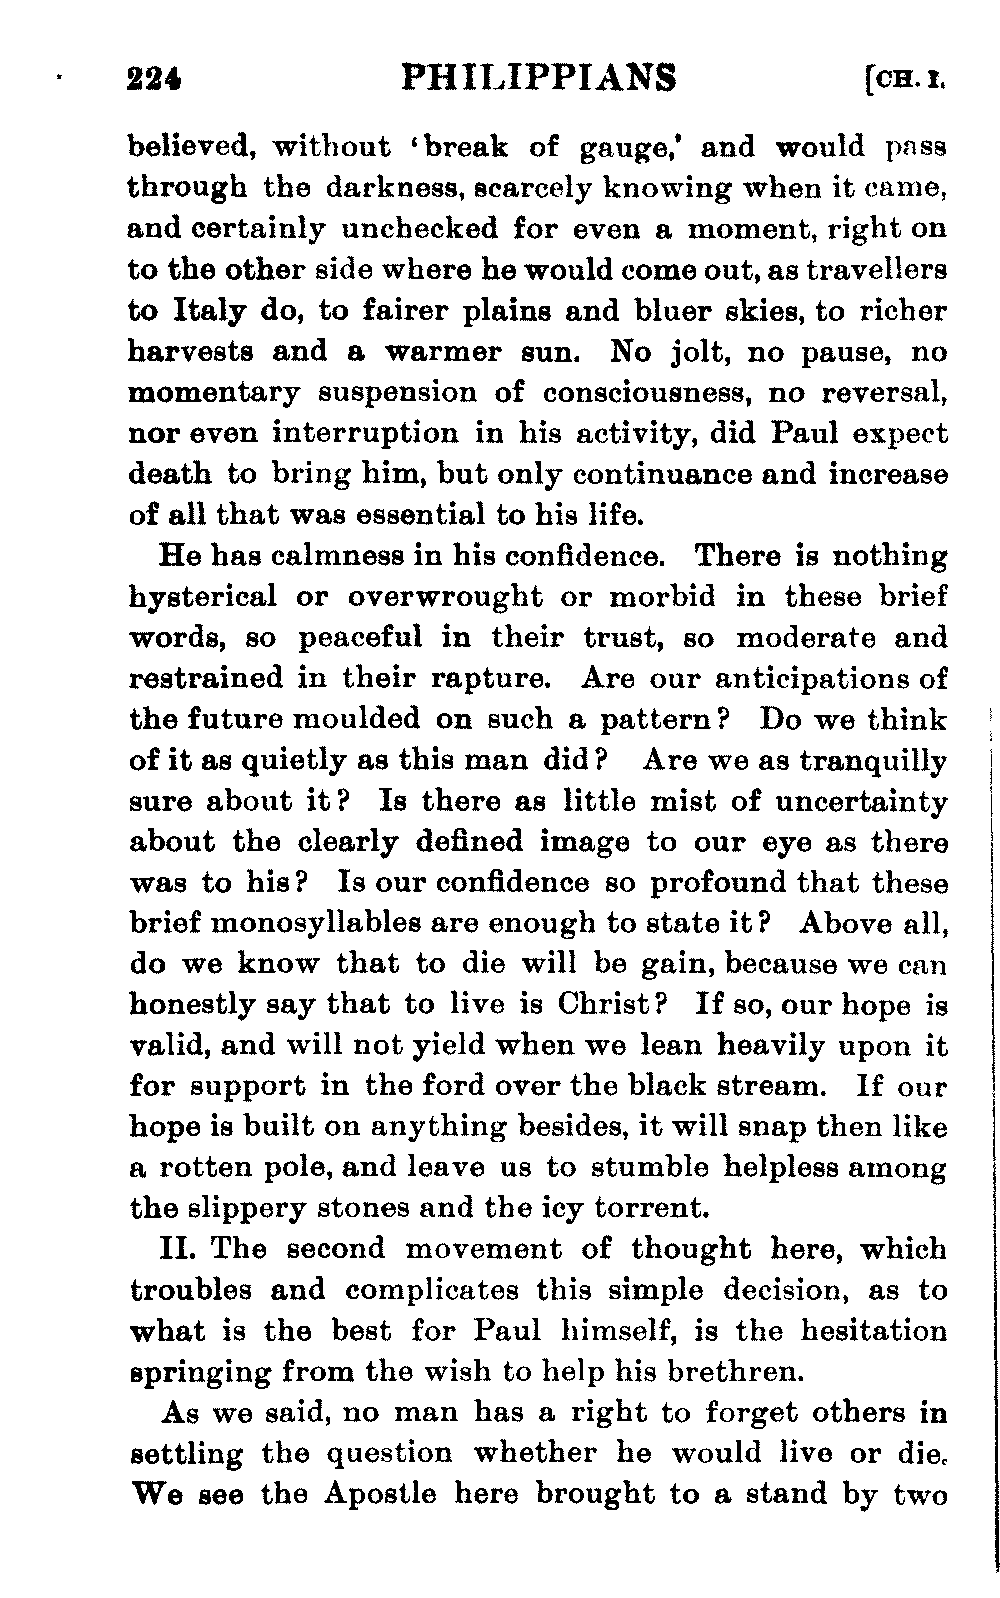 224 PHILIPPIANS [CH. I.
believed, without ‘break of gauge,’ and would pass
through the darkness, scarcely knowing when it came,
and certainly unchecked for even a moment, right on
to the other side where he would come out, as travellers
to Italy do, to fairer plains and bluer skies, to richer
harvests and a warmer sun. No jolt, no pause, no
momentary suspension of consciousness, no reversal,
nor even interruption in his activity, did Paul expect
death to bring him, but only continuance and increase
of all that was essential to his life.
He has calmness in his confidence. There is nothing
hysterical or overwrought or morbid in these brief
words, so peaceful in their trust, so moderate and
restrained in their rapture. Are our anticipations of
the future moulded on such a pattern? Do we think
of it as quietly as this man did? Are we as tranquilly
sure about it? Is there as little mist of uncertainty
about the clearly defined image to our eye as there
was to his? Is our confidence so profound that these
brief monosyllables are enough to state it? Above all,
do we know that to die will be gain, because we can
honestly say that to live is Christ? If so, our hope is
valid, and will not yield when we lean heavily upon it
for support in the ford over the black stream. If our
hope is built on anything besides, it will snap then like
a rotten pole, and leave us to stumble helpless among
the slippery stones and the icy torrent.
II. The second movement of thought here, which
troubles and complicates this simple decision, as to
what is the best for Paul himself, is the hesitation
springing from the wish to help his brethren.
As we said, no man has a right to forget others in
settling the question whether he would live or die.
We see the Apostle here brought to a stand by two